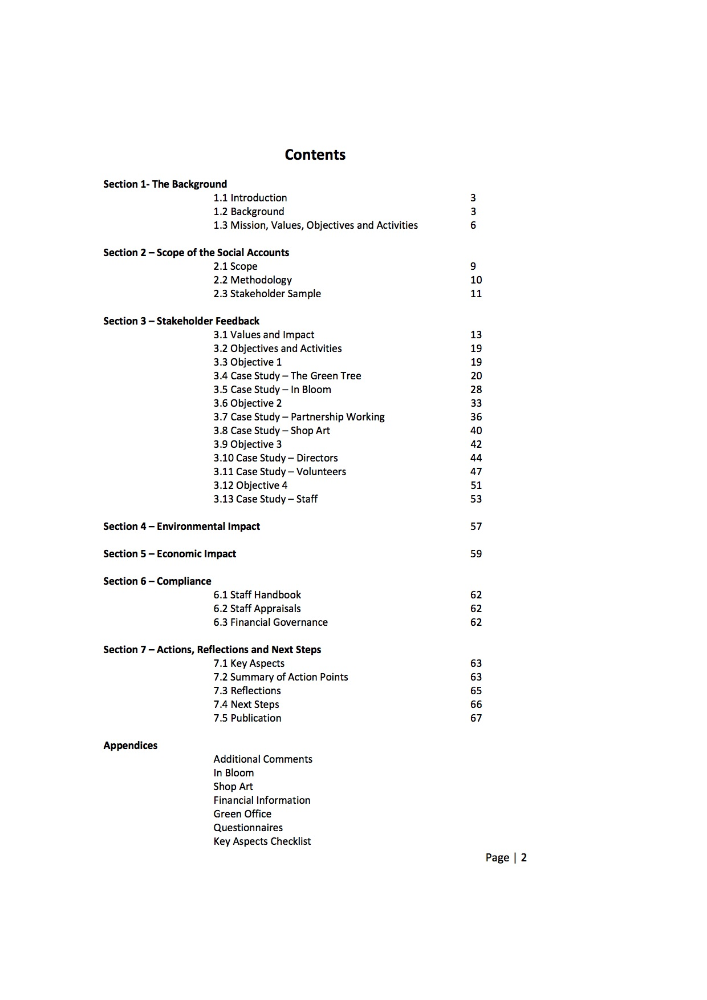 Contents
Section 1- The Background
1.1 Introduction 3
1.2 Background 3
1.3 Mission, Values, Objectives and Activities 6
Section 2 – Scope of the Social Accounts
2.1 Scope 9
2.2 Methodology 10
2.3 Stakeholder Sample 11
Section 3 – Stakeholder Feedback
3.1 Values and Impact 13
3.2 Objectives and Activities 19
3.3 Objective 1 19
3.4 Case Study – The Green Tree 20
3.5 Case Study – In Bloom 28
3.6 Objective 2 33
3.7 Case Study – Partnership Working 36
3.8 Case Study – Shop Art 40
3.9 Objective 3 42
3.10 Case Study – Directors 44
3.11 Case Study – Volunteers 47
3.12 Objective 4 51
3.13 Case Study – Staff 53
Section 4 – Environmental Impact 57
Section 5 – Economic Impact 59
Section 6 – Compliance
6.1 Staff Handbook 62
6.2 Staff Appraisals 62
6.3 Financial Governance 62
Section 7 – Actions, Reflections and Next Steps
7.1 Key Aspects 63
7.2 Summary of Action Points 63
7.3 Reflections 65
7.4 Next Steps 66
7.5 Publication 67
Appendices
Additional Comments
In Bloom
Shop Art
Financial Information
Green Office
Questionnaires
Key Aspects Checklist
Page | 2